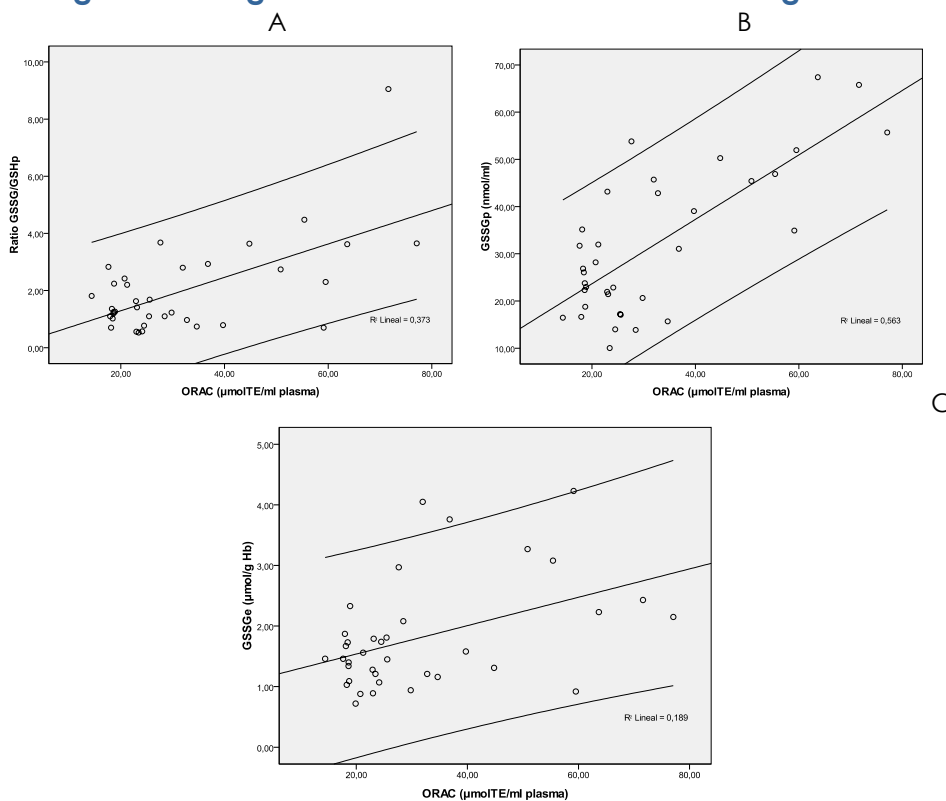 A
B
10,00
8,00
6,00
4,00
2,00
0,00
Ratio GSSG/GSHp
R² Lineal = 0,373
20,00 40,00 60,00 80,00
ORAC (µmolTE/ml plasma)
70,00
60,00
50,00
40,00
30,00
20,00
10,00
GSSGp (nmol/ml)
R² Lineal = 0,563
20,00 40,00 60,00 80,00
ORAC (µmolTE/ml plasma)
C
5,00
4,00
3,00
2,00
1,00
0,00
GSSGe (µmol/g Hb)
R² Lineal = 0,189
20,00 40,00 60,00 80,00
ORAC (µmolTE/ml plasma)